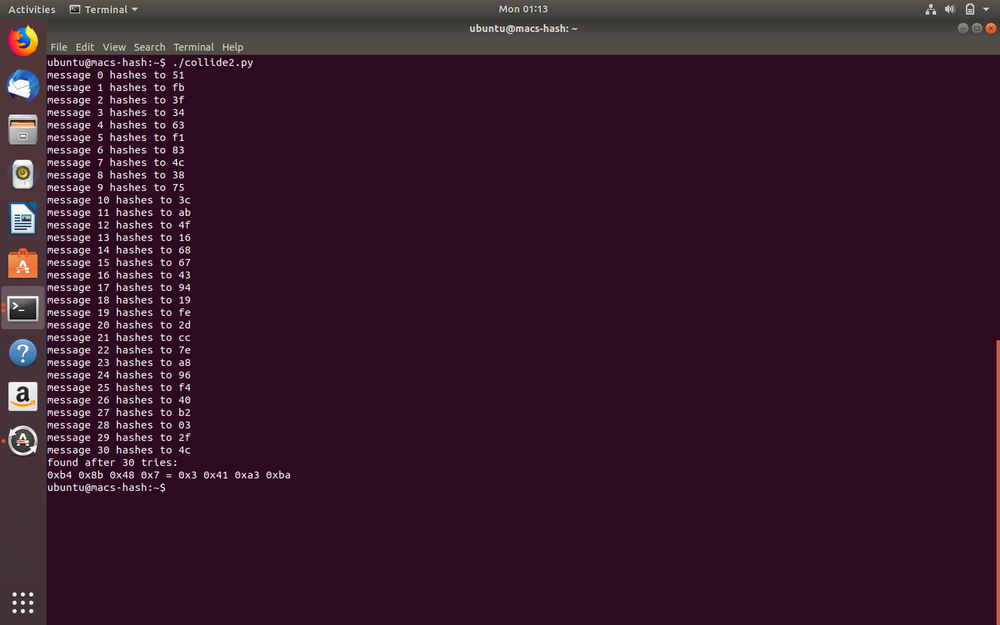 Activities Terminal Mon 01:13
ubuntu@macs-hash: ~
File Edit View Search Terminal Help
ubuntu@macs-hash:~$ ./collide2.py
message 0 hashes to 51
message 1 hashes to fb
message 2 hashes to 3f
message 3 hashes to 34
message 4 hashes to 63
message 5 hashes to f1
message 6 hashes to 83
message 7 hashes to 4c
message 8 hashes to 38
message 9 hashes to 75
message 10 hashes to 3c
message 11 hashes to ab
message 12 hashes to 4f
message 13 hashes to 16
message 14 hashes to 68
message 15 hashes to 67
message 16 hashes to 43
message 17 hashes to 94
message 18 hashes to 19
message 19 hashes to fe
message 20 hashes to 2d
message 21 hashes to cc
message 22 hashes to 7e
message 23 hashes to a8
message 24 hashes to 96
message 25 hashes to f4
message 26 hashes to 40
message 27 hashes to b2
message 28 hashes to 03
message 29 hashes to 2f
message 30 hashes to 4c
found after 30 tries:
0xb4 0x8b 0x48 0x7 = 0x3 0x41 0xa3 0xba
ubuntu@macs-hash:~$